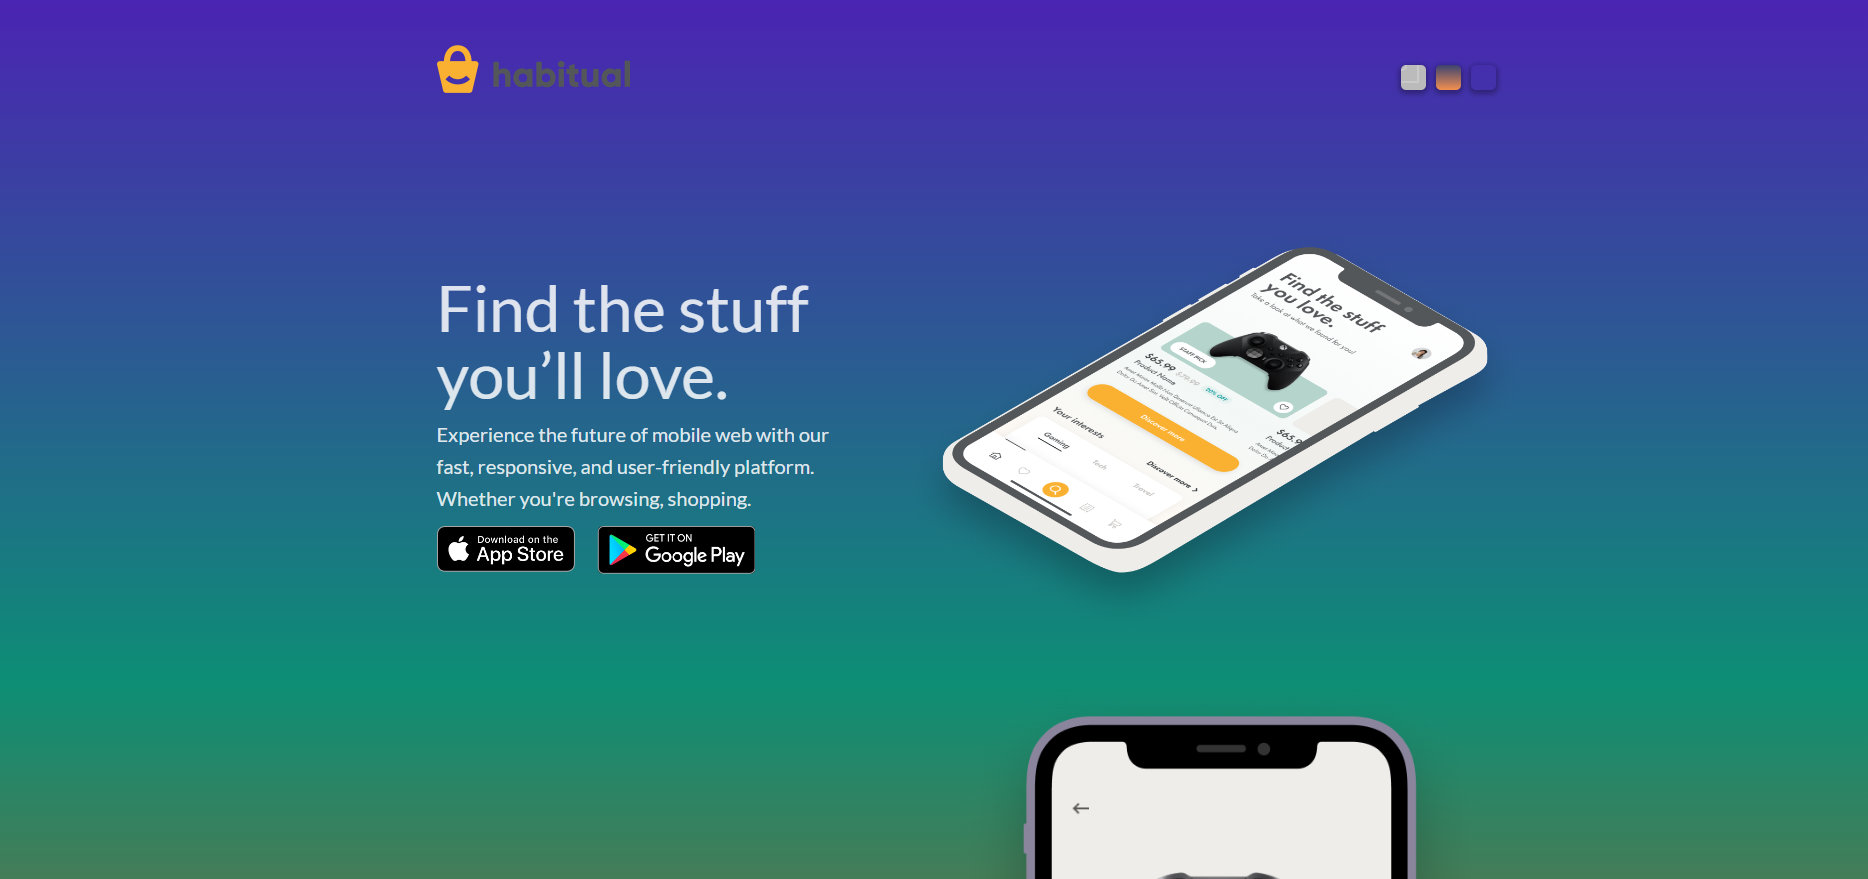 habitual
Find the stuff
you’ll love.
Experience the future of mobile web with our
fast, responsive, and user-friendly platform.
Whether you're browsing, shopping.
Download on the
App Store
GET IT ON
Google Play
Find the stuff
you love.
Take a look at what we found for you!
STAFF PICK
$65.99 $79.99 20% OFF
Product Name
Discover more
$65.9
Product
Your interests
Discover more
Gaming
Tech
Travel